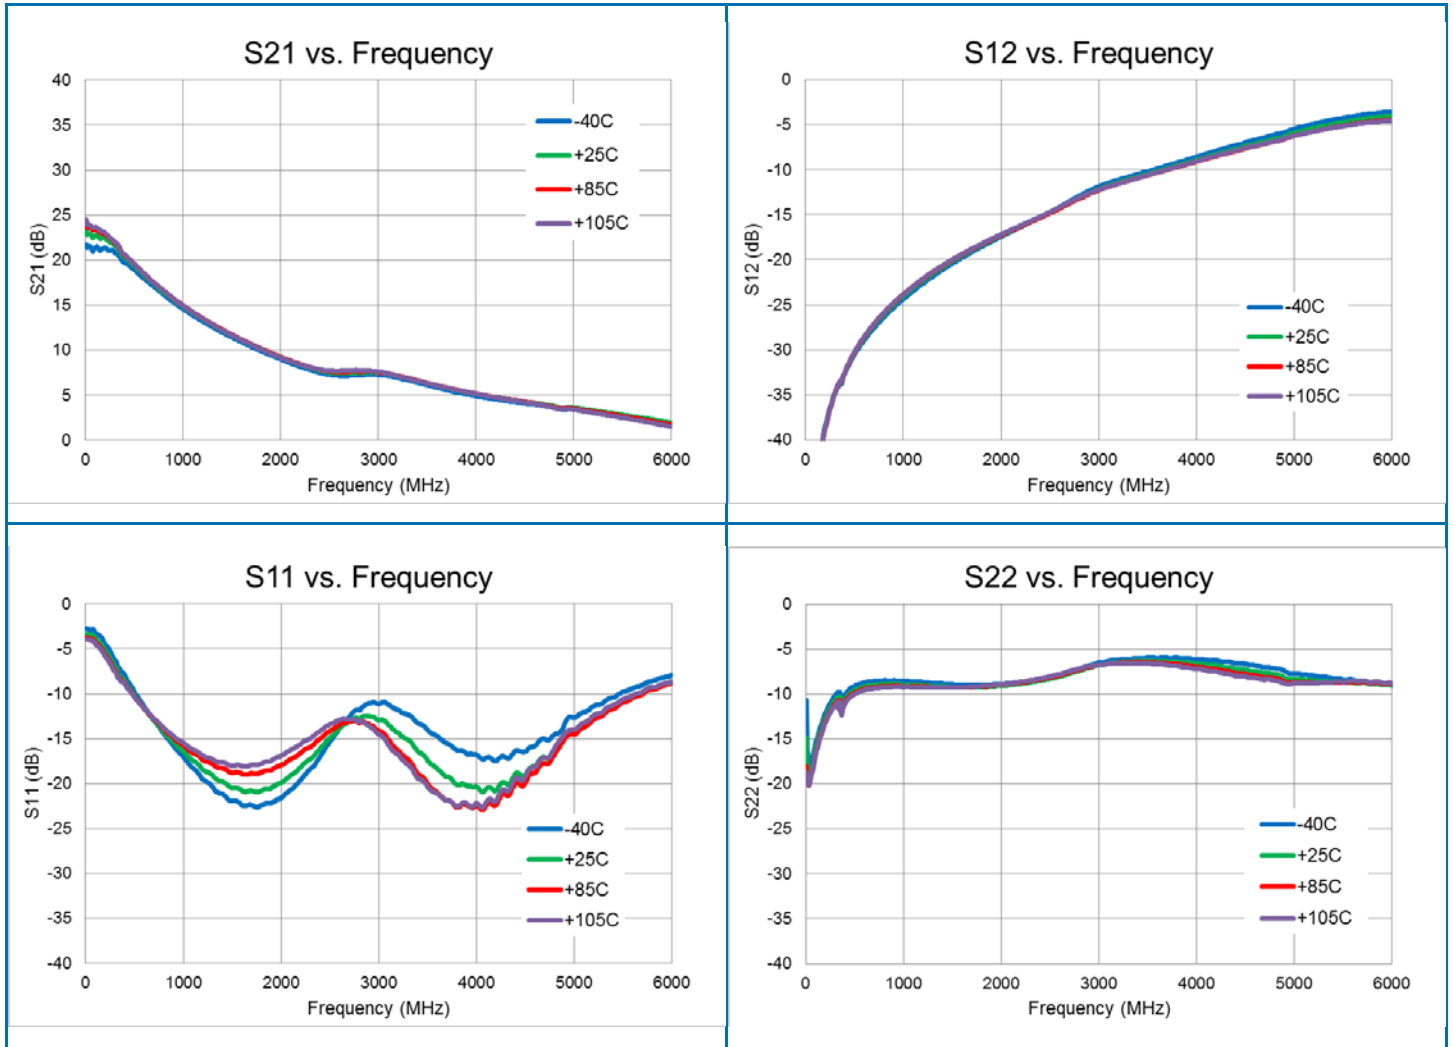 S21 vs. Frequency
40
35
30
25
20
15
10
5
0
S21 (dB)
-40C
+25C
+85C
+105C
0 1000 2000 3000 4000 5000 6000
Frequency (MHz)
S12 vs. Frequency
0
-5
-10
-15
-20
-25
-30
-35
-40
S12 (dB)
-40C
+25C
+85C
+105C
0 1000 2000 3000 4000 5000 6000
Frequency (MHz)
S11 vs. Frequency
0
-5
-10
-15
-20
-25
-30
-35
-40
S11 (dB)
-40C
+25C
+85C
+105C
0 1000 2000 3000 4000 5000 6000
Frequency (MHz)
S22 vs. Frequency
0
-5
-10
-15
-20
-25
-30
-35
-40
S22 (dB)
-40C
+25C
+85C
+105C
0 1000 2000 3000 4000 5000 6000
Frequency (MHz)